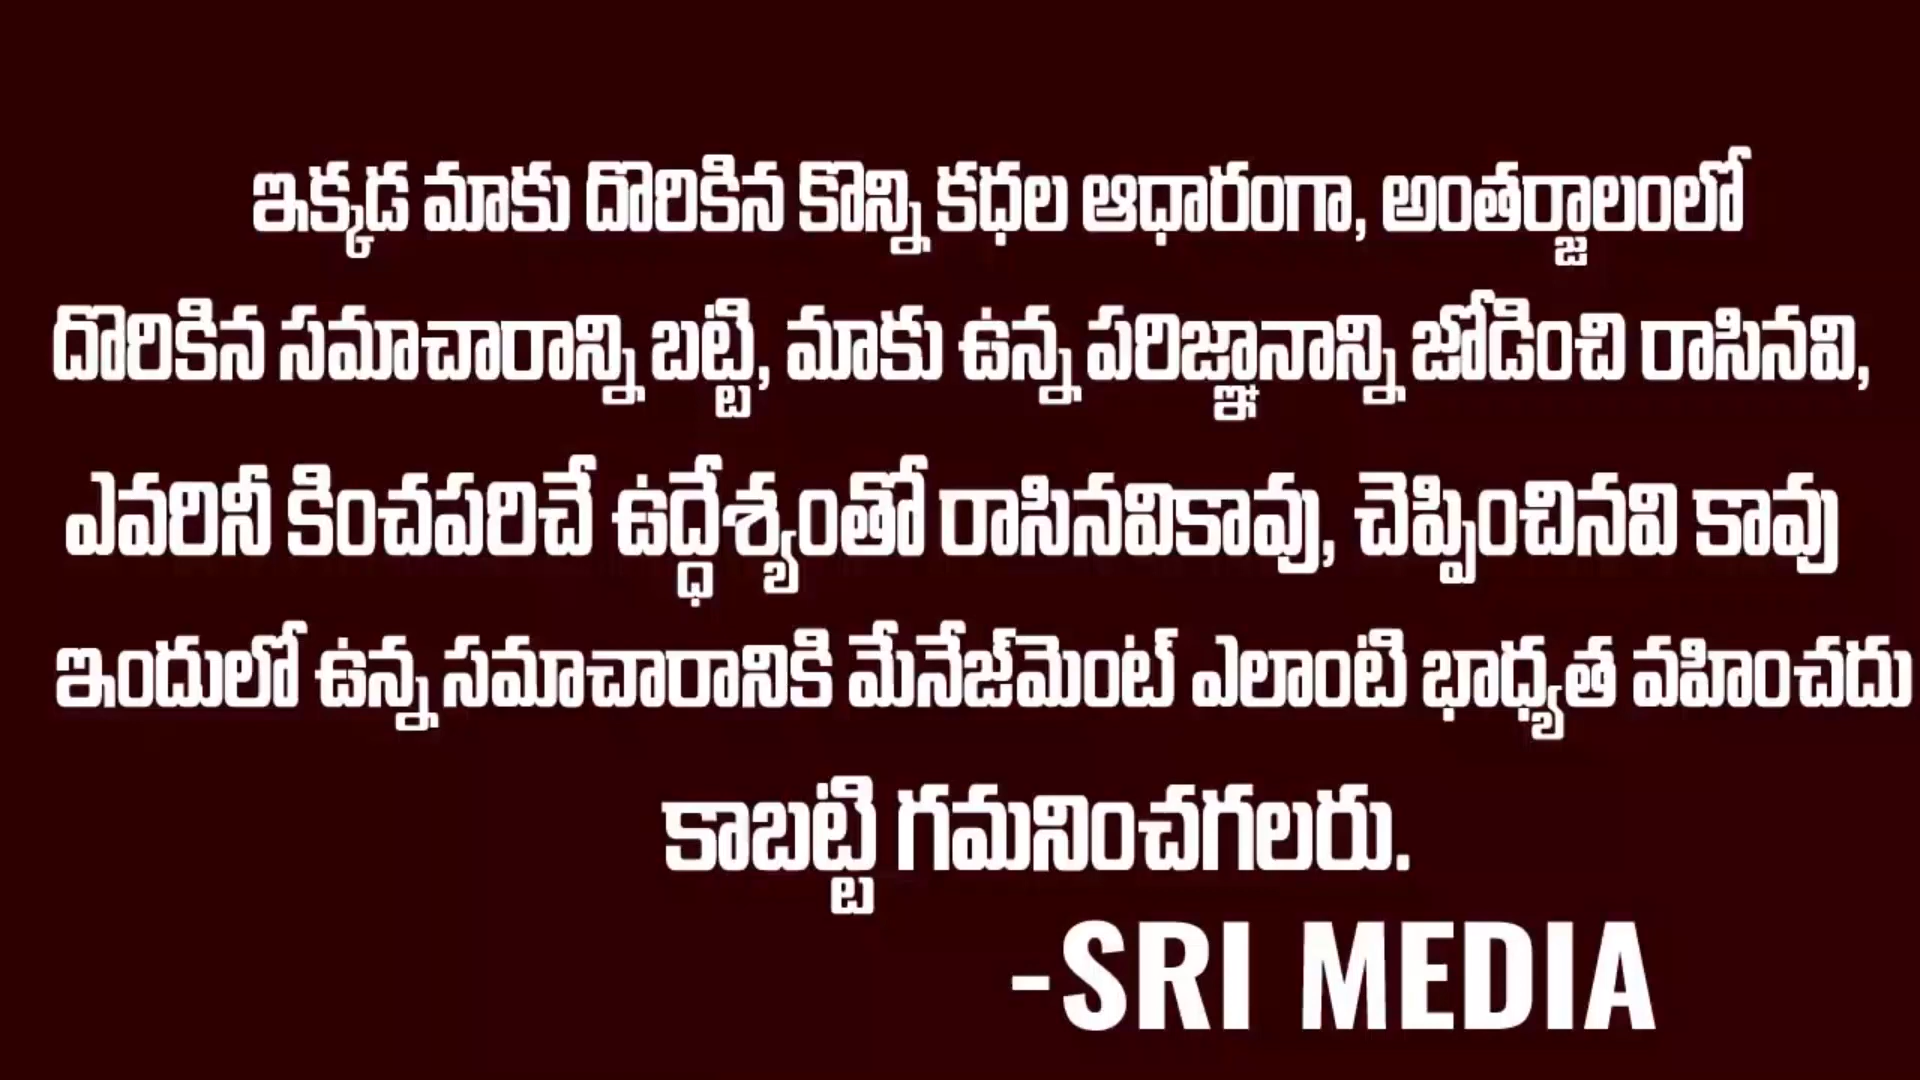 ఇక్కడ మాకు దొరికిన కొన్ని కధల ఆధారంగా, అంతర్జాలంలో
దొరికిన సమాచారాన్ని బట్టి, మాకు ఉన్న పరిజ్ఞానాన్ని జోడించి రాసినవి,
ఎవరినీ కించపరిచే ఉద్ధేశ్యంతో రాసినవికావు, చెప్పించినవి కావు
ఇందులో ఉన్న సమాచారానికి మేనేజ్‌మెంట్ ఎలాంటి భాధ్యత వహించదు
కాబట్టి గమనించగలరు.
-SRI MEDIA